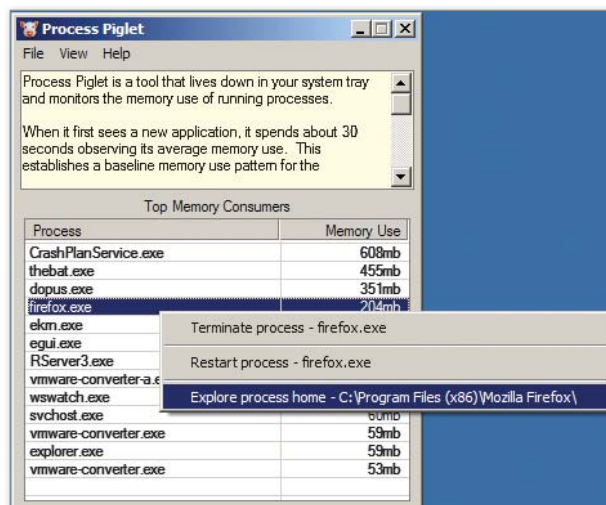 Process Piglet
File View Help
Process Piglet is a tool that lives down in your system tray
and monitors the memory use of running processes.
When it first sees a new application, it spends about 30
seconds observing its average memory use. This
establishes a baseline memory use pattern for the
Top Memory Consumers
Process Memory Use
CrashPlanService.exe 608mb
thebat.exe 455mb
dopus.exe 351mb
firefox.exe 204mb
ekrn.exe
Terminate process - firefox.exe
egui.exe
RServer3.exe
Restart process - firefox.exe
vmware-converter-a.e
wswatch.exe
Explore process home - C:\Program Files (x86)\Mozilla Firefox\
svchost.exe 60mb
vmware-converter.exe 59mb
explorer.exe 59mb
vmware-converter.exe 53mb